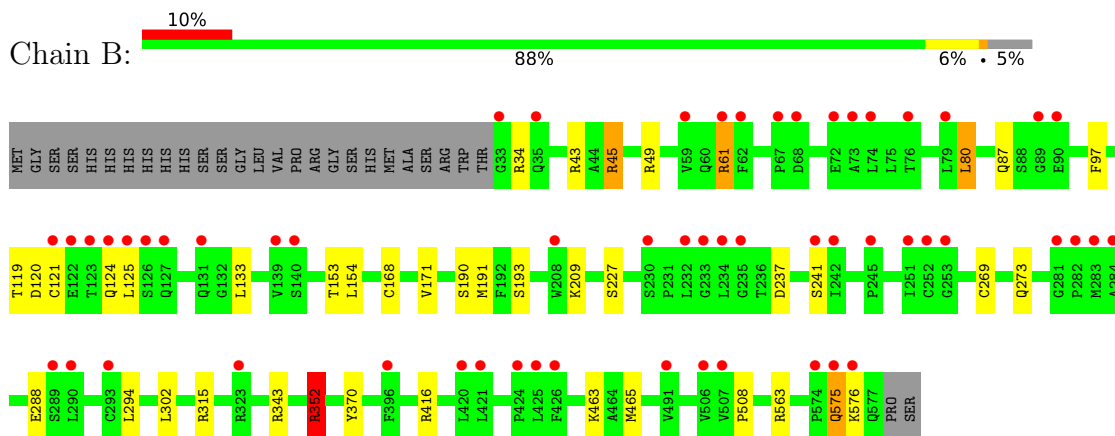 10%
Chain B:
88% 6% • 5%
MET GLY SER SER HIS HIS HIS HIS HIS HIS SER SER GLY LEU VAL PRO ARG GLY SER HIS MET ALA SER ARG TRP THR G33 R34 Q35 R43 A44 R45 R49 V59 Q60 R61 F62 P67 D68 E72 A73 L74 L75 T76 L79 L80 Q87 S88 G89 E90 F97
T119 D120 C121 E122 T123 Q124 L125 S126 Q127 Q131 G132 L133 V139 S140 T153 L154 C168 V171 S190 M191 F192 S193 W208 K209 S227 S230 P231 L232 G233 L234 G235 T236 D237 S241 I242 P245 I251 C252 G253 C269 Q273 G281 P282 M283 A284
E288 S289 L290 C293 L294 L302 R315 R323 R343 R352 Y370 F396 R416 L420 L421 P424 L425 F426 K463 A464 M465 V491 V506 V507 P508 R563 P574 Q575 K576 Q577 PRO SER